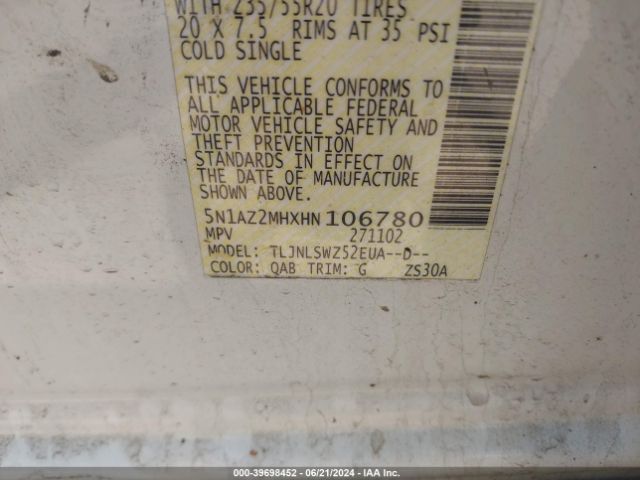 WITH 235/55R20 TIRES
20 X 7.5 RIMS AT 35 PSI
COLD SINGLE
THIS VEHICLE CONFORMS TO
ALL APPLICABLE FEDERAL
MOTOR VEHICLE SAFETY AND
THEFT PREVENTION
STANDARDS IN EFFECT ON
THE DATE OF MANUFACTURE
SHOWN ABOVE.
5N1AZ2MHXHN106780
MPV 271102
MODEL: TLJNLSWZ52EUA--D--
COLOR: QAB TRIM: G ZS30A
000-39698452 - 06/21/2024 - IAA Inc.